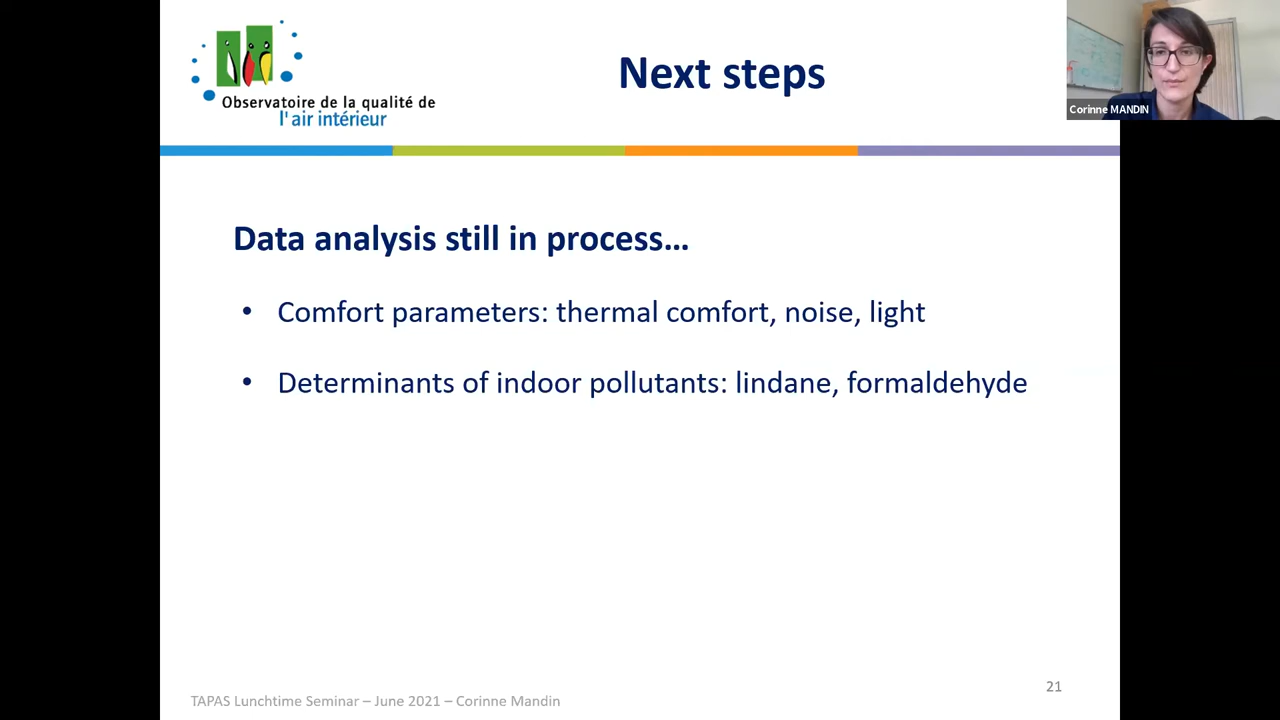 Observatoire de la qualité de
l'air intérieur
Next steps
Corinne MANDIN
Data analysis still in process...
• Comfort parameters: thermal comfort, noise, light
• Determinants of indoor pollutants: lindane, formaldehyde
21
TAPAS Lunchtime Seminar – June 2021 – Corinne Mandin